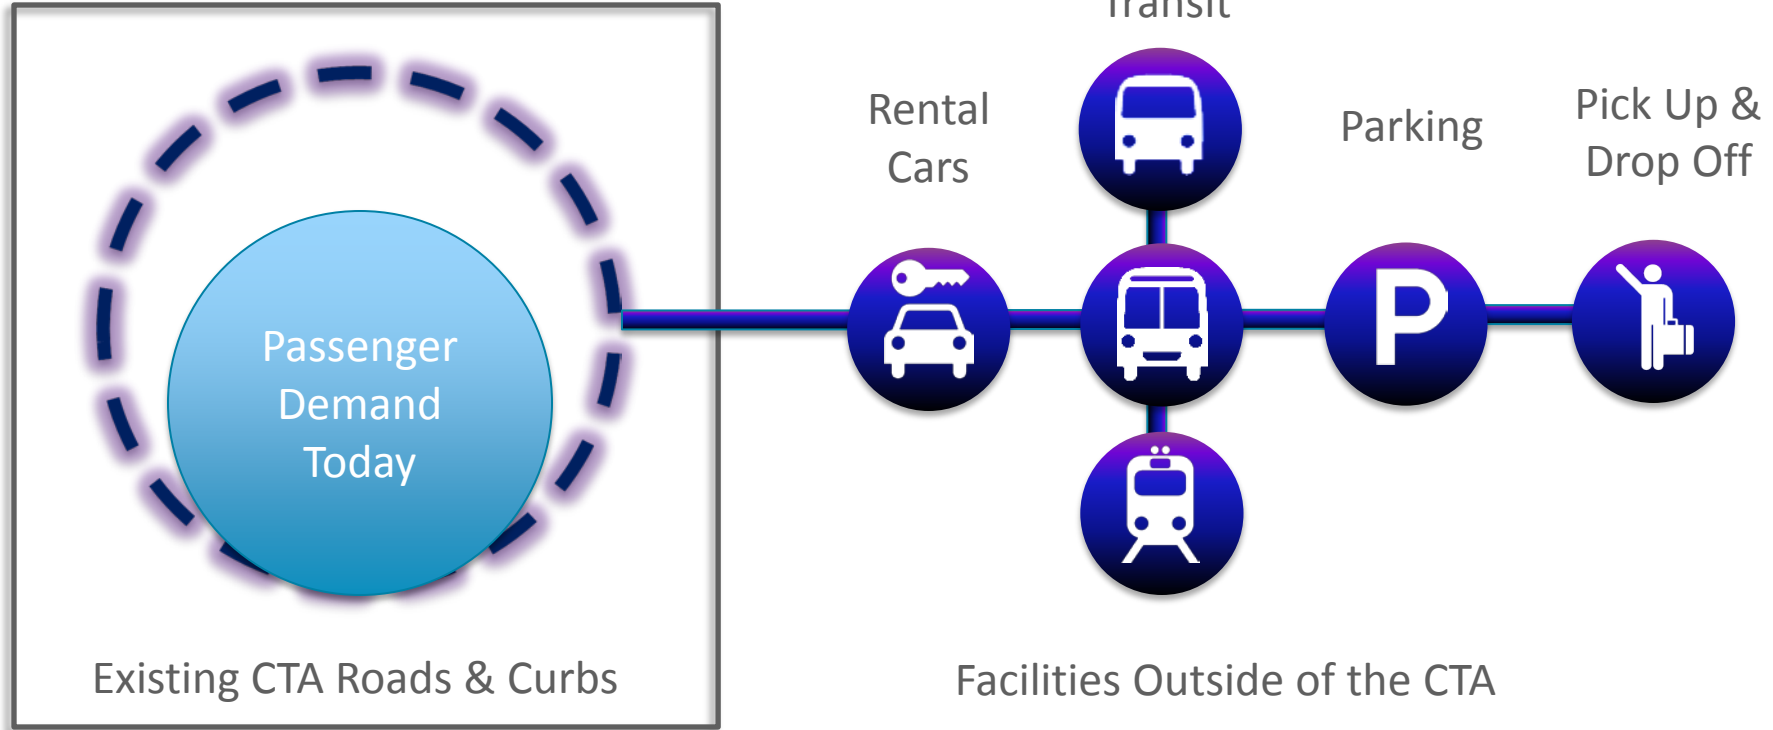 Transit
Rental
Cars
Parking
Pick Up &
Drop Off
Passenger
Demand
Today
P
Existing CTA Roads & Curbs
Facilities Outside of the CTA